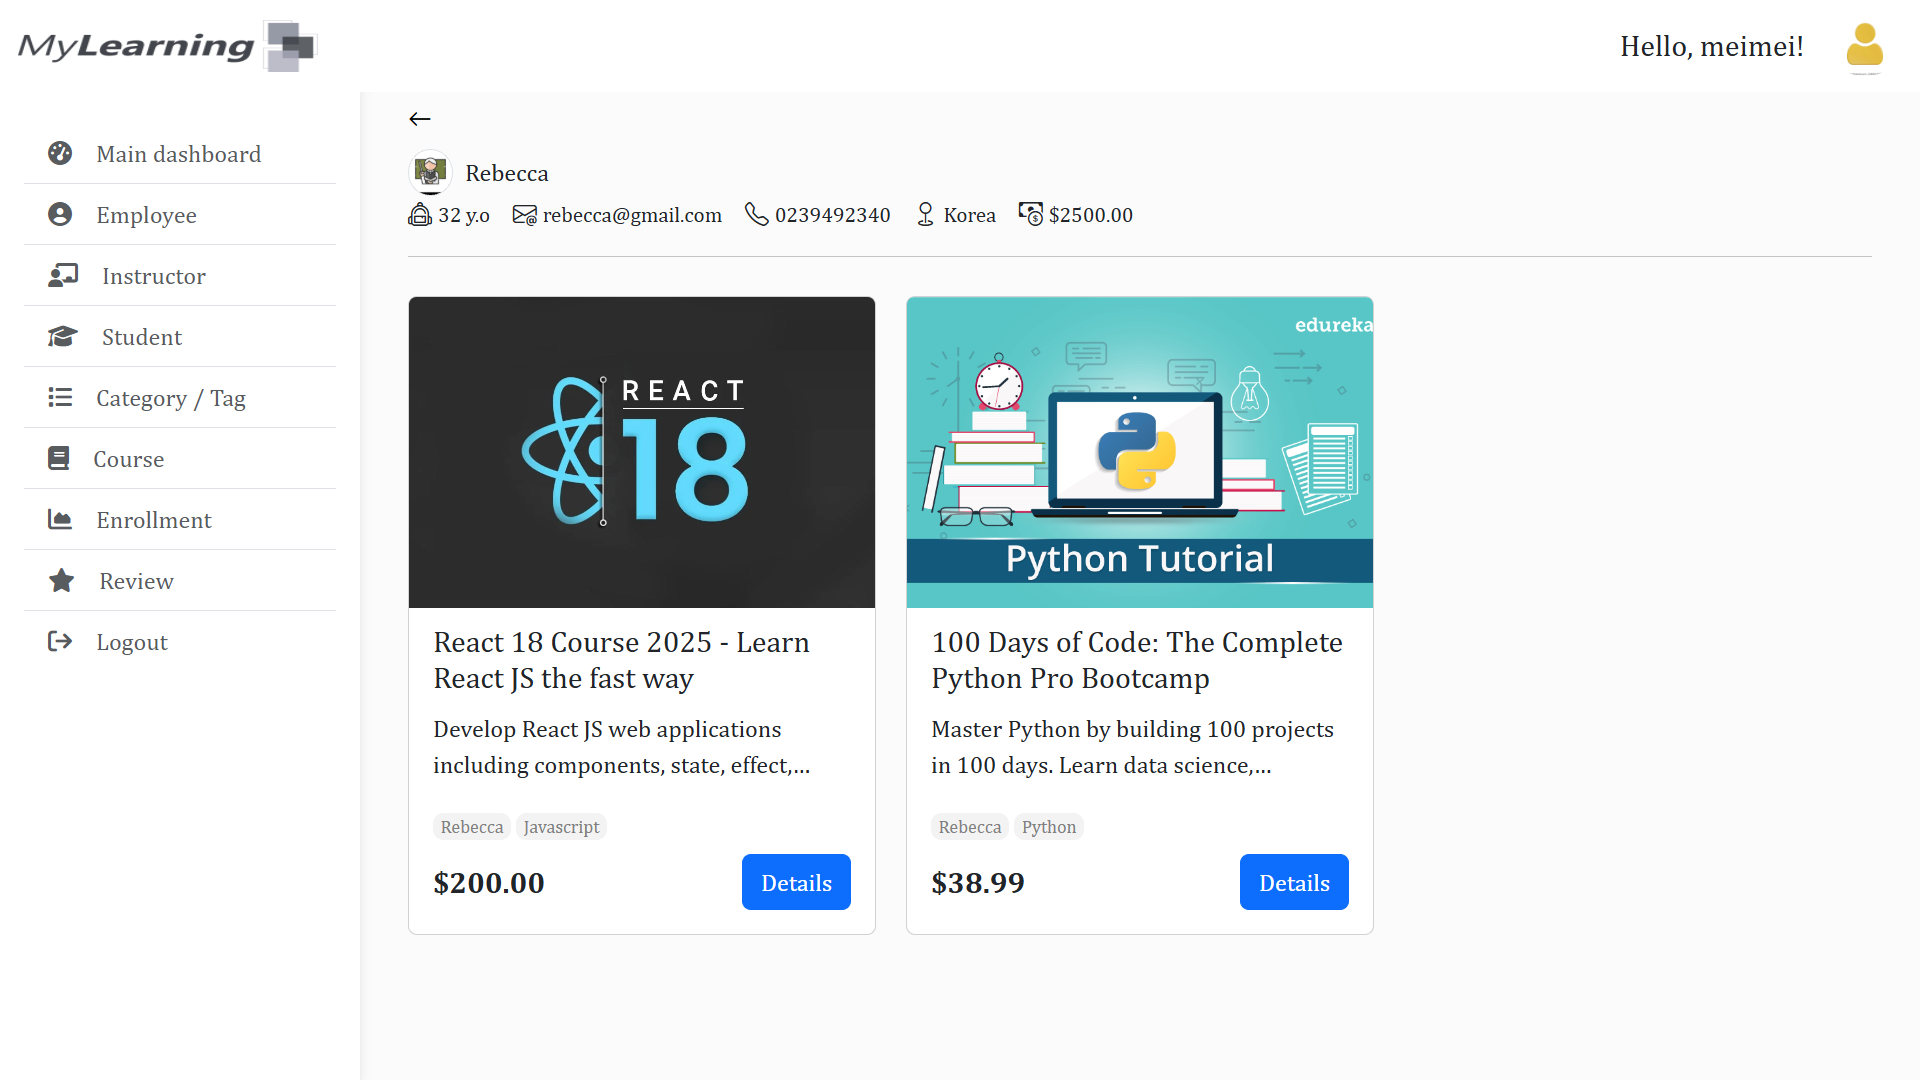 MyLearning
Hello, meimei!
Main dashboard
Employee
Instructor
Student
Category / Tag
Course
Enrollment
Review
Logout
Rebecca
32 y.o rebecca@gmail.com 0239492340 Korea $2500.00
REACT
18
React 18 Course 2025 - Learn
React JS the fast way
Develop React JS web applications
including components, state, effect,...
Rebecca Javascript
$200.00 Details
edureka
Python Tutorial
100 Days of Code: The Complete
Python Pro Bootcamp
Master Python by building 100 projects
in 100 days. Learn data science,...
Rebecca Python
$38.99 Details